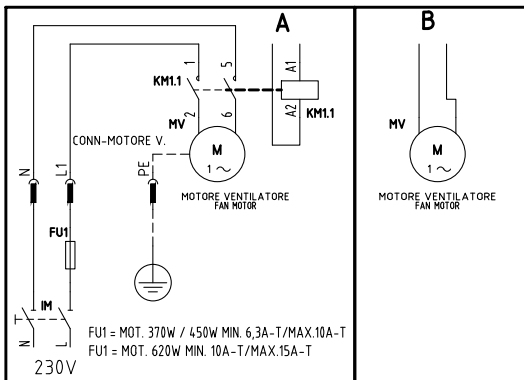 A
B
1
5
KM1.1
A1
A2
KM1.1
2
6
MV
CONN-MOTORE V.
M
1 ~
MV
M
1 ~
N
L1
PE
MOTORE VENTILATORE
FAN MOTOR
MOTORE VENTILATORE
FAN MOTOR
FU1
IM
N
L
FU1 = MOT. 370W / 450W MIN. 6,3A-T/MAX.10A-T
FU1 = MOT. 620W MIN. 10A-T/MAX.15A-T
230V